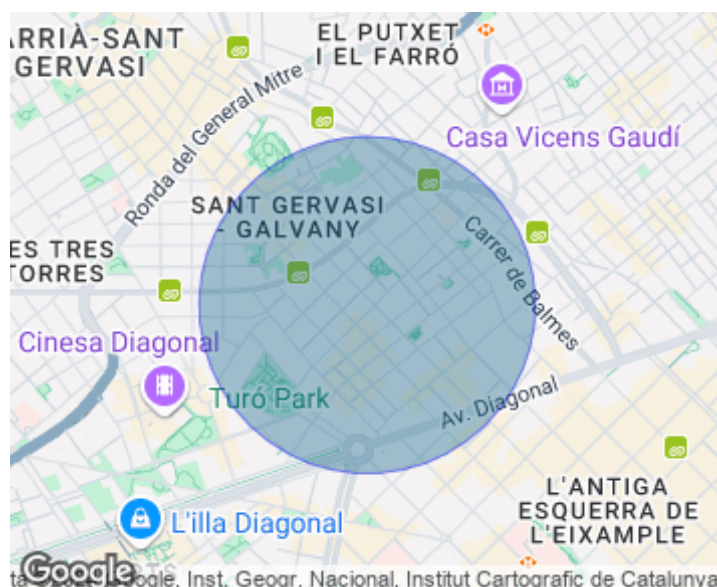 ARRIÀ-SANT
GERVASI
EL PUTXET
I EL FARRÓ
Ronda del General Mitre
Casa Vicens Gaudí
SANT GERVASI
- GALVANY
Carrer de Balmes
ES TRES
TORRES
Cinesa Diagonal
Turó Park
Av. Diagonal
L'illa Diagonal
L'ANTIGA
ESQUERRA DE
L'EIXAMPLE
Google
Inst. Geogr. Nacional, Institut Cartografic de Catalunya